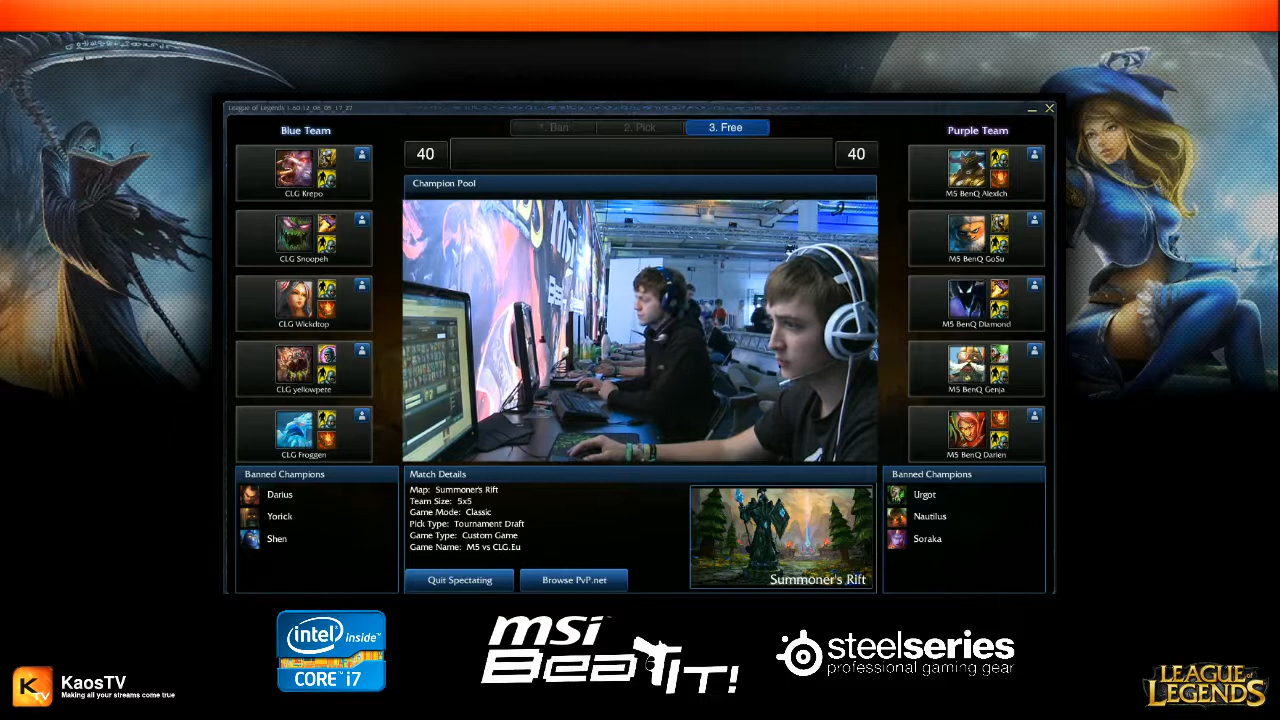 League of Legends 1.60.12_06_05_17_27
1. Ban
2. Pick
3. Free
Blue Team
Purple Team
40
40
Champion Pool
CLG Krepo
CLG Snoopeh
CLG Wickdtop
CLG yellowpete
CLG Froggen
M5 BenQ AlexIch
M5 BenQ GoSu
M5 BenQ DIamond
M5 BenQ GenJa
M5 BenQ Darien
msi
Banned Champions
Darius
Yorick
Shen
Match Details
Map: Summoner's Rift
Team Size: 5x5
Game Mode: Classic
Pick Type: Tournament Draft
Game Type: Custom Game
Game Name: M5 vs CLG.Eu
Quit Spectating
Browse PvP.net
Summoner's Rift
Banned Champions
Urgot
Nautilus
Soraka
intel inside™
CORE™ i7
msi
BeaT iT!
steelseries
professional gaming gear
K TV
KaosTV
Making all your streams come true
LEAGUE of LEGENDS